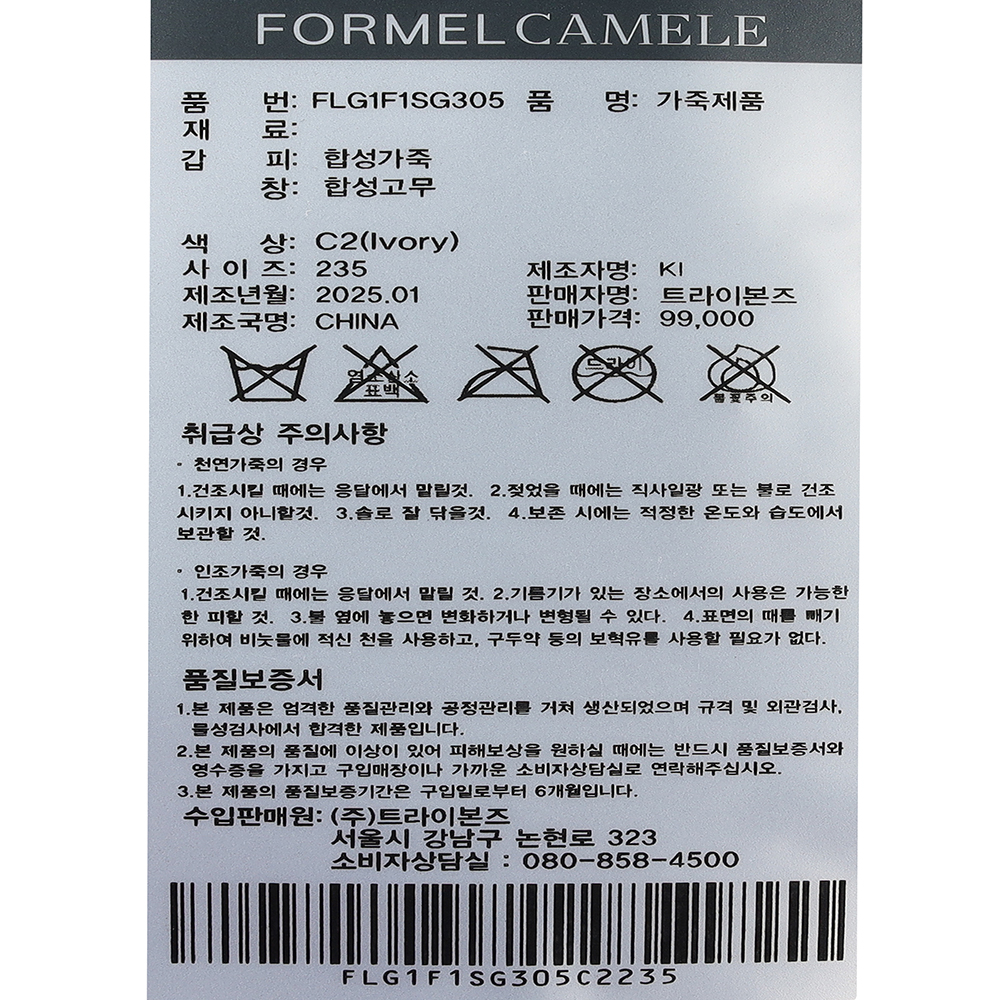 FORMEL CAMELE
품 번: FLG1F1SG305 품 명: 가죽제품
재 료:
갑 피: 합성가죽
창: 합성고무
색 상: C2(Ivory)
사 이 즈: 235 제조자명: KI
제조년월: 2025.01 판매자명: 트라이본즈
제조국명: CHINA 판매가격: 99,000
염소산소 드라이
표백 불꽃주의
취급상 주의사항
· 천연가죽의 경우
1.건조시킬 때에는 응달에서 말릴것. 2.젖었을 때에는 직사일광 또는 불로 건조
시키지 아니할것. 3.솔로 잘 닦을것. 4.보존 시에는 적정한 온도와 습도에서
보관할 것.
· 인조가죽의 경우
1.건조시킬 때에는 응달에서 말릴 것. 2.기름기가 있는 장소에서의 사용은 가능한
한 피할 것. 3.불 옆에 놓으면 변화하거나 변형될 수 있다. 4.표면의 때를 빼기
위하여 비눗물에 적신 천을 사용하고, 구두약 등의 보혁유를 사용할 필요가 없다.
품질보증서
1.본 제품은 엄격한 품질관리와 공정관리를 거쳐 생산되었으며 규격 및 외관검사,
물성검사에서 합격한 제품입니다.
2.본 제품의 품질에 이상이 있어 피해보상을 원하실 때에는 반드시 품질보증서와
영수증을 가지고 구입매장이나 가까운 소비자상담실로 연락해주십시오.
3.본 제품의 품질보증기간은 구입일로부터 6개월입니다.
수입판매원: (주)트라이본즈
서울시 강남구 논현로 323
소비자상담실 : 080-858-4500
FLG1F1SG305C2235